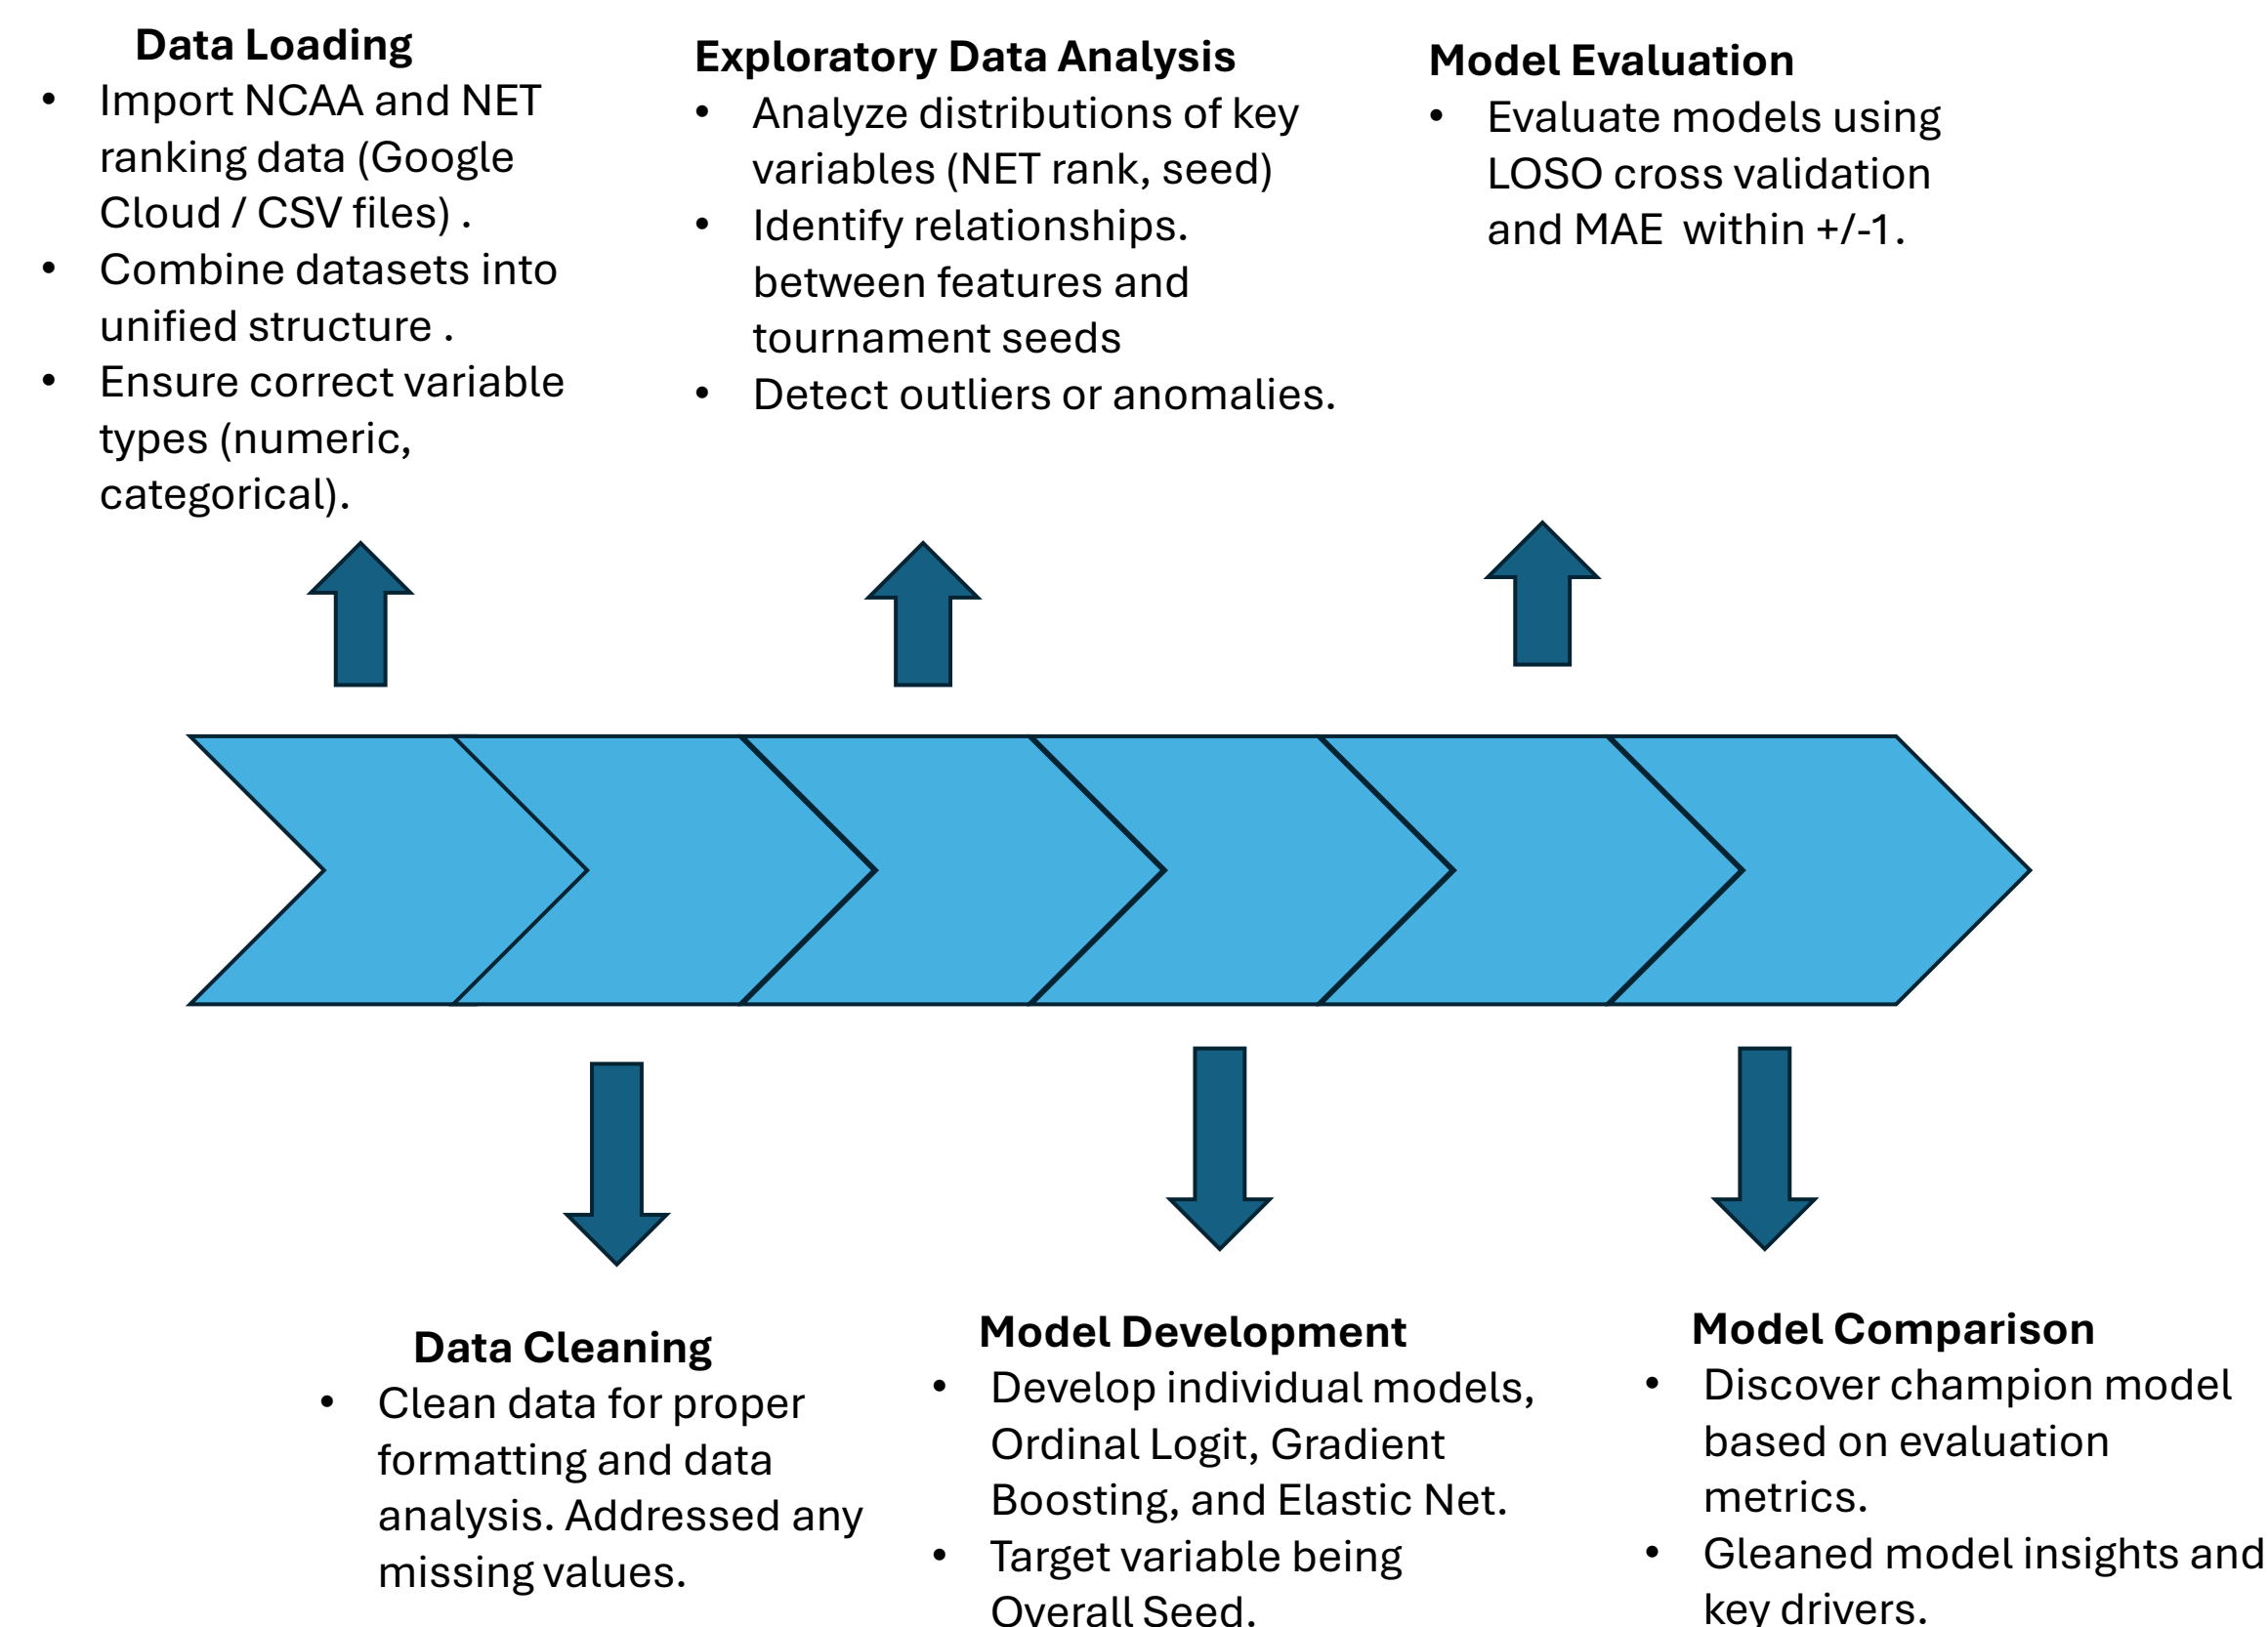 Data Loading
• Import NCAA and NET
ranking data (Google
Cloud / CSV files) .
• Combine datasets into
unified structure .
• Ensure correct variable
types (numeric,
categorical).
Exploratory Data Analysis
• Analyze distributions of key
variables (NET rank, seed)
• Identify relationships.
between features and
tournament seeds
• Detect outliers or anomalies.
Model Evaluation
• Evaluate models using
LOSO cross validation
and MAE  within +/-1.
Data Cleaning
• Clean data for proper
formatting and data
analysis. Addressed any
missing values.
Model Development
• Develop individual models,
Ordinal Logit, Gradient
Boosting, and Elastic Net.
• Target variable being
Overall Seed.
Model Comparison
• Discover champion model
based on evaluation
metrics.
• Gleaned model insights and
key drivers.